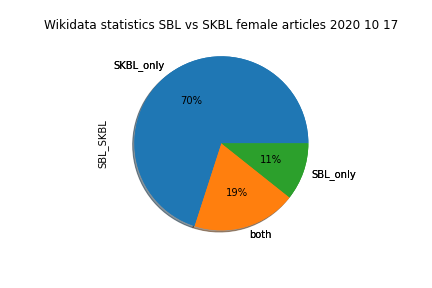 Wikidata statistics SBL vs SKBL female articles 2020 10 17
SKBL_only
70%
SBL_SKBL
11%
SBL_only
19%
both